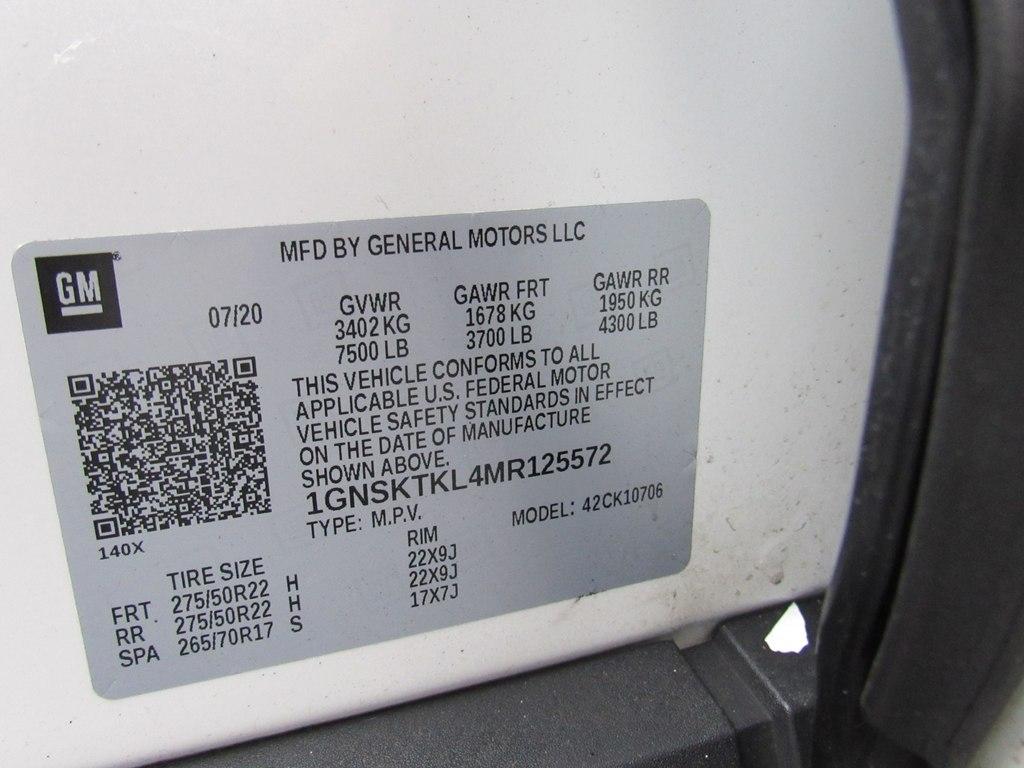 MFD BY GENERAL MOTORS LLC
GM®
07/20
GVWR
3402 KG
7500 LB
GAWR FRT
1678 KG
3700 LB
GAWR RR
1950 KG
4300 LB
THIS VEHICLE CONFORMS TO ALL
APPLICABLE U.S. FEDERAL MOTOR
VEHICLE SAFETY STANDARDS IN EFFECT
ON THE DATE OF MANUFACTURE
SHOWN ABOVE.
1GNSKTKL4MR125572
TYPE: M.P.V. MODEL: 42CK10706
140X
TIRE SIZE RIM
FRT 275/50R22 H 22X9J
RR 275/50R22 H 22X9J
SPA 265/70R17 S 17X7J